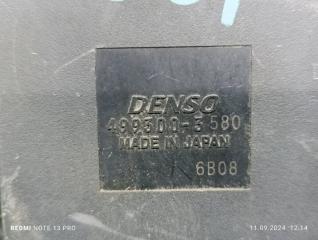 DENSO
499300-3580
MADE IN JAPAN
6B08
REDMI NOTE 13 PRO
11.09.2024 - 12:14